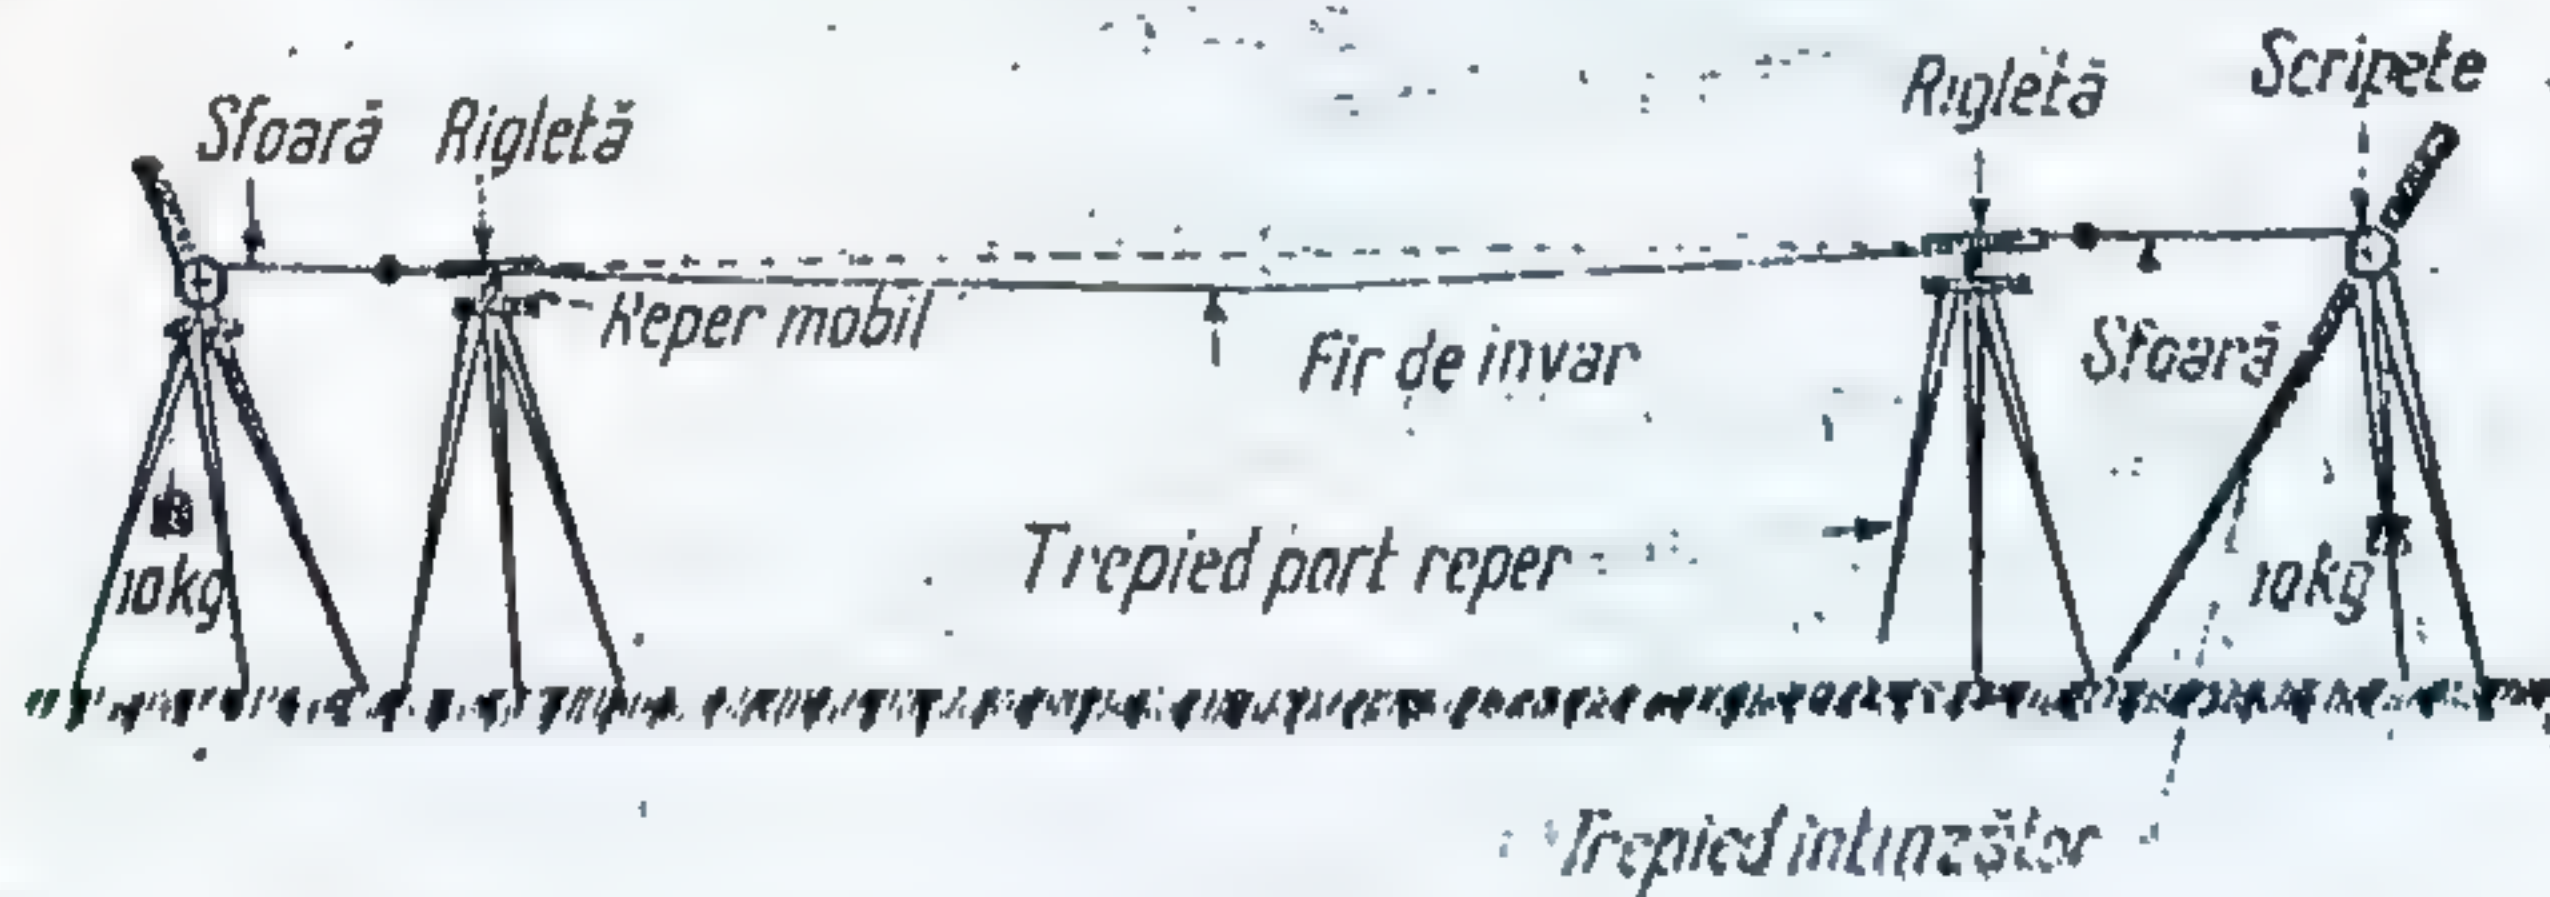 Sfoară
Rigletă
Rigletă
Scripete
Reper mobil
Fir de invar
Sfoară
Trepied port reper
10kg
10kg
Trepied intinzător